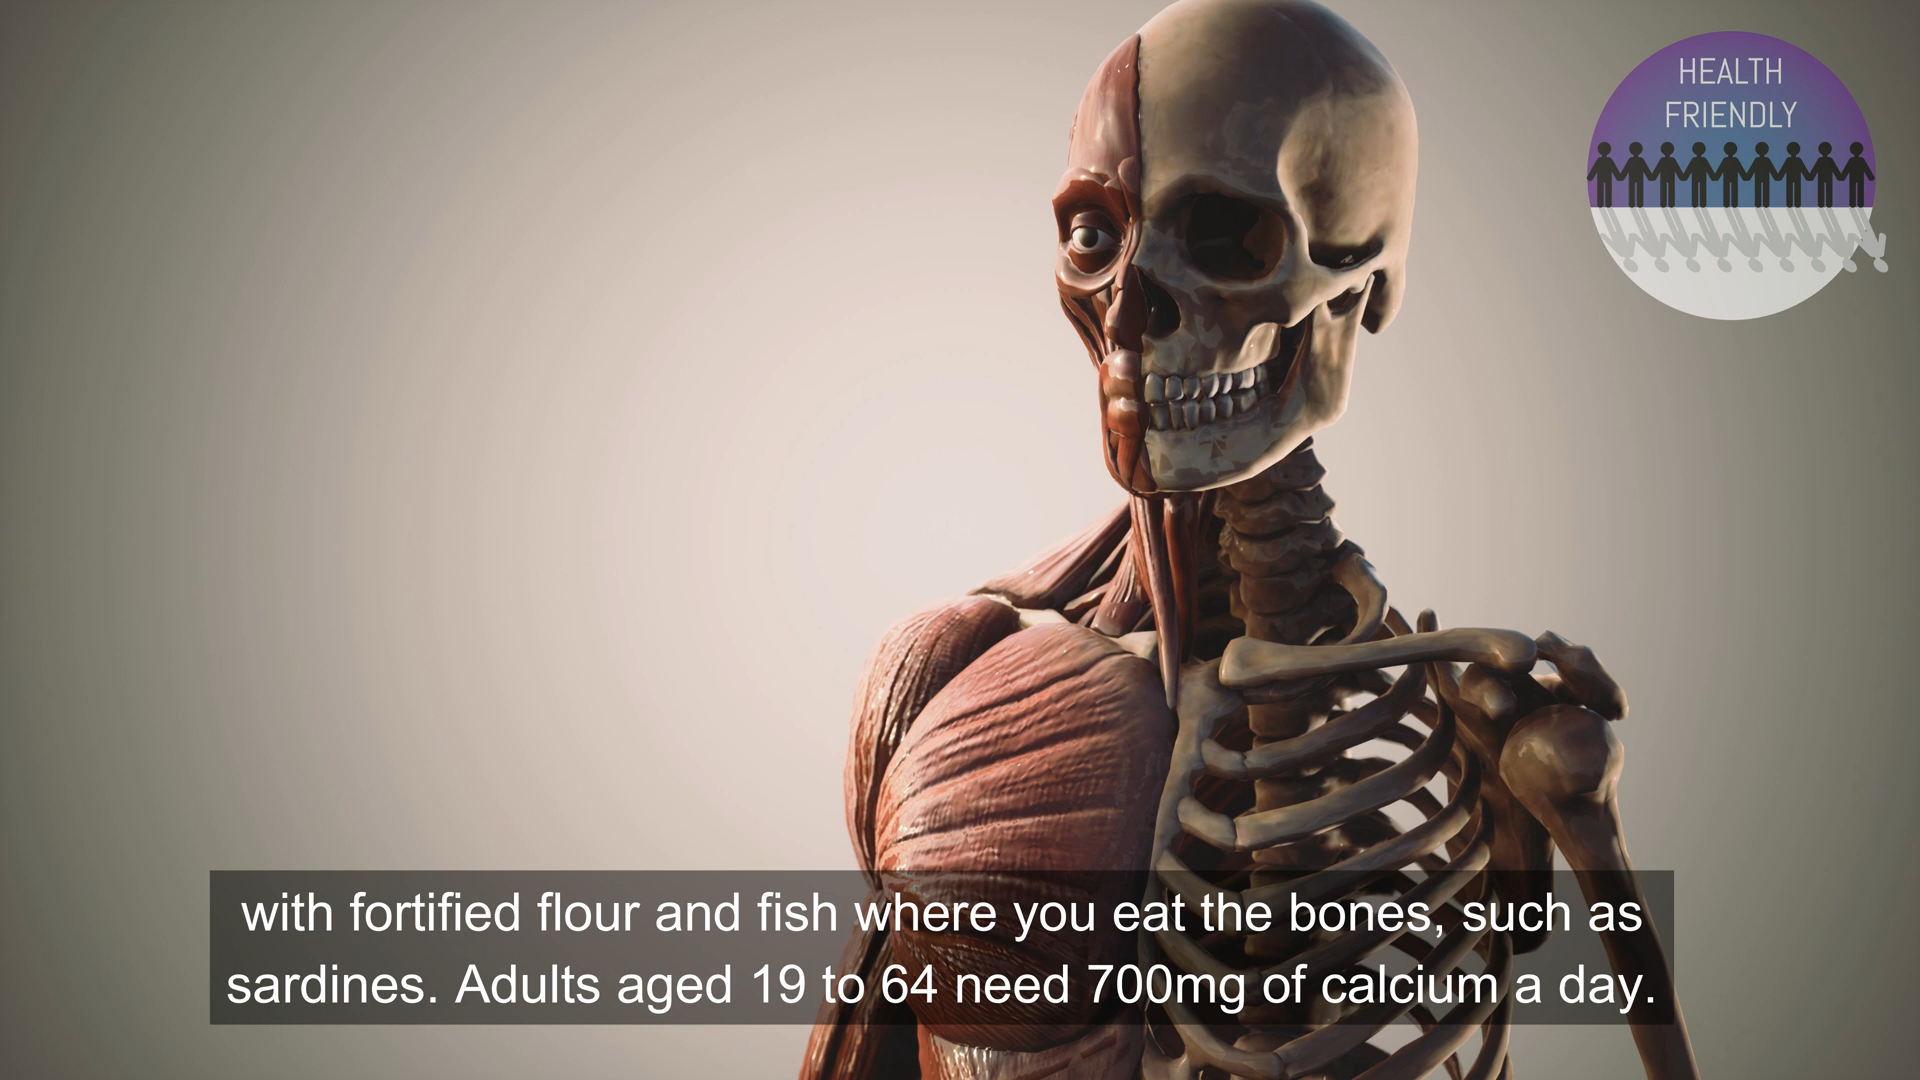 HEALTH
FRIENDLY
with fortified flour and fish where you eat the bones, such as
sardines. Adults aged 19 to 64 need 700mg of calcium a day.